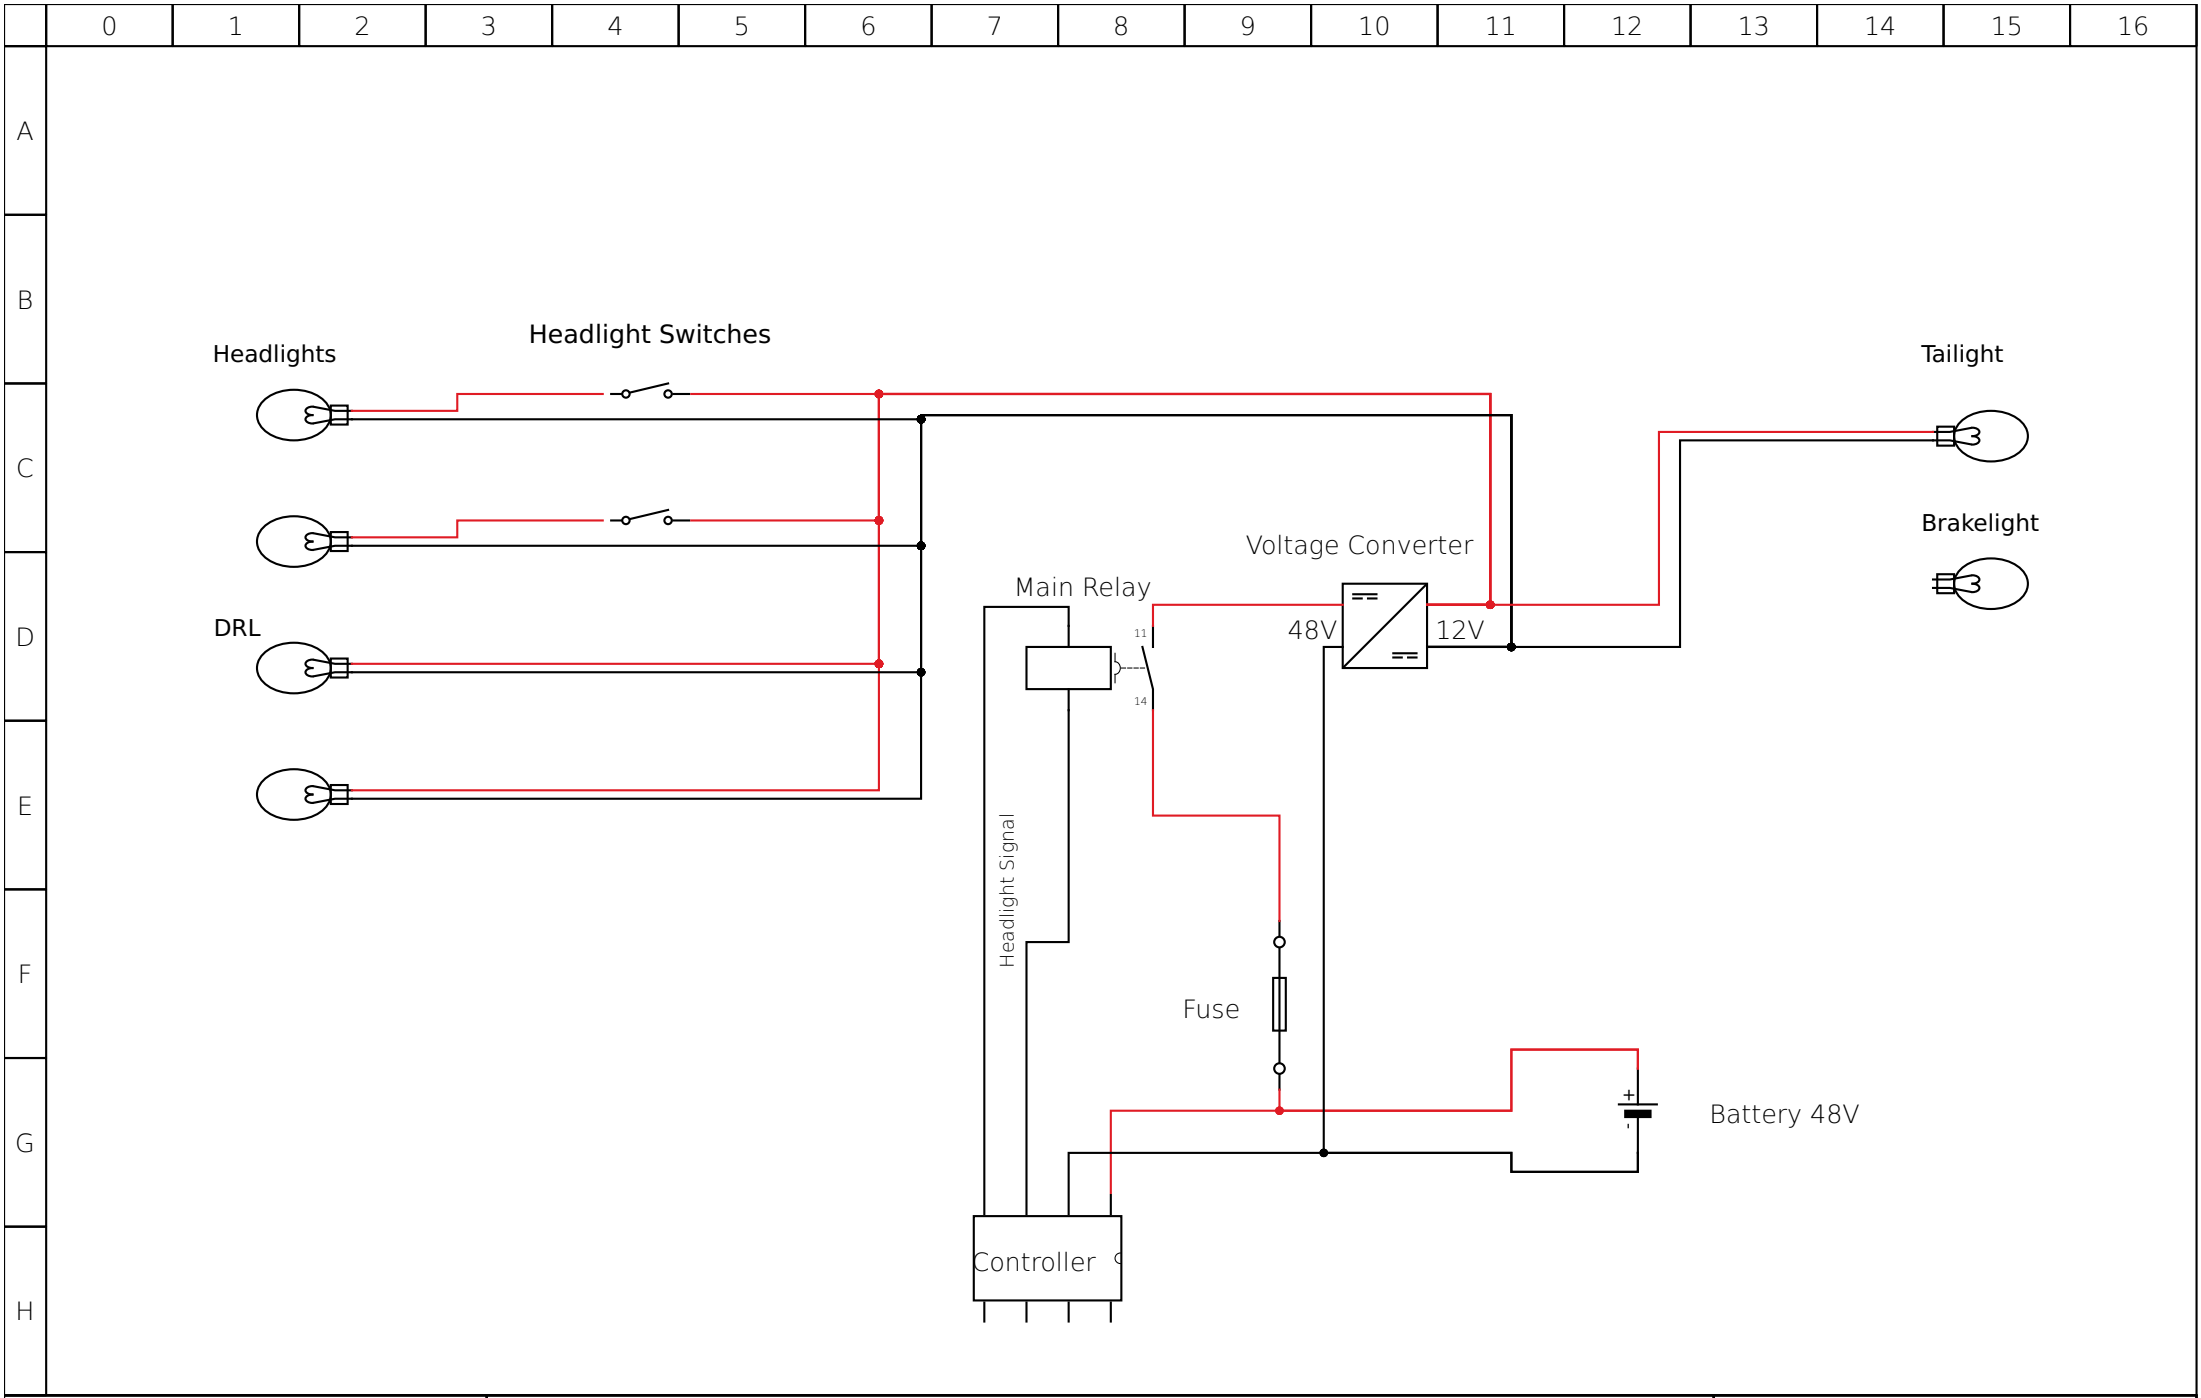 0 1 2 3 4 5 6 7 8 9 10 11 12 13 14 15 16
A
B
Headlight Switches
Headlights
Tailight
C
Brakelight
Voltage Converter
Main Relay
DRL
11
48V
12V
D
14
E
Headlight Signal
F
Fuse
+
Battery 48V
-
G
Controller
H